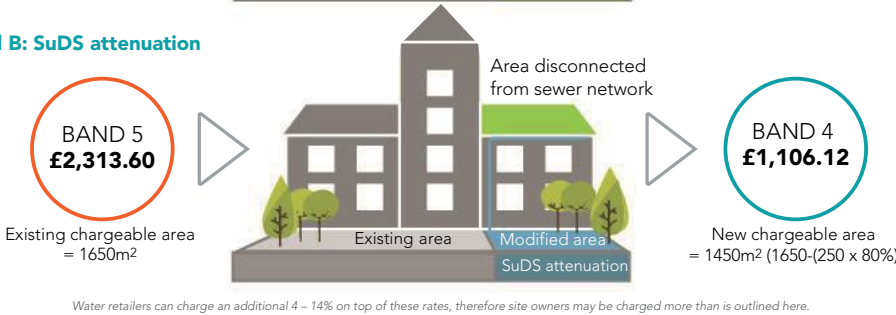 B: SuDS attenuation
Area disconnected
from sewer network
BAND 5
£2,313.60
BAND 4
£1,106.12
Existing chargeable area
= 1650m2
Existing area
Modified area
SuDS attenuation
New chargeable area
= 1450m2 (1650-(250 x 80%)
Water retailers can charge an additional 4 – 14% on top of these rates, therefore site owners may be charged more than is outlined here.